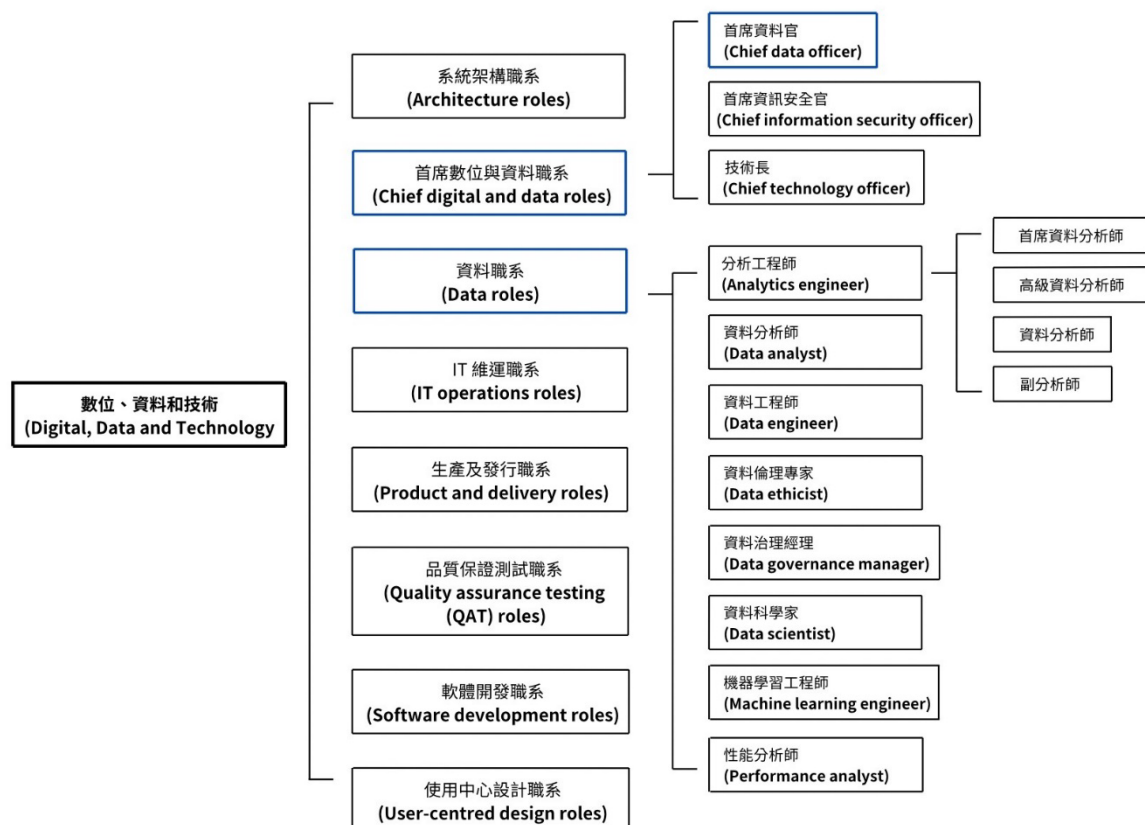 數位、資料和技術
(Digital, Data and Technology
系統架構職系
(Architecture roles)
首席數位與資料職系
(Chief digital and data roles)
資料職系
(Data roles)
IT 維運職系
(IT operations roles)
生產及發行職系
(Product and delivery roles)
品質保證測試職系
(Quality assurance testing
(QAT) roles)
軟體開發職系
(Software development roles)
使用中心設計職系
(User-centred design roles)
首席資料官
(Chief data officer)
首席資訊安全官
(Chief information security officer)
技術長
(Chief technology officer)
分析工程師
(Analytics engineer)
資料分析師
(Data analyst)
資料工程師
(Data engineer)
資料倫理專家
(Data ethicist)
資料治理經理
(Data governance manager)
資料科學家
(Data scientist)
機器學習工程師
(Machine learning engineer)
性能分析師
(Performance analyst)
首席資料分析師
高級資料分析師
資料分析師
副分析師